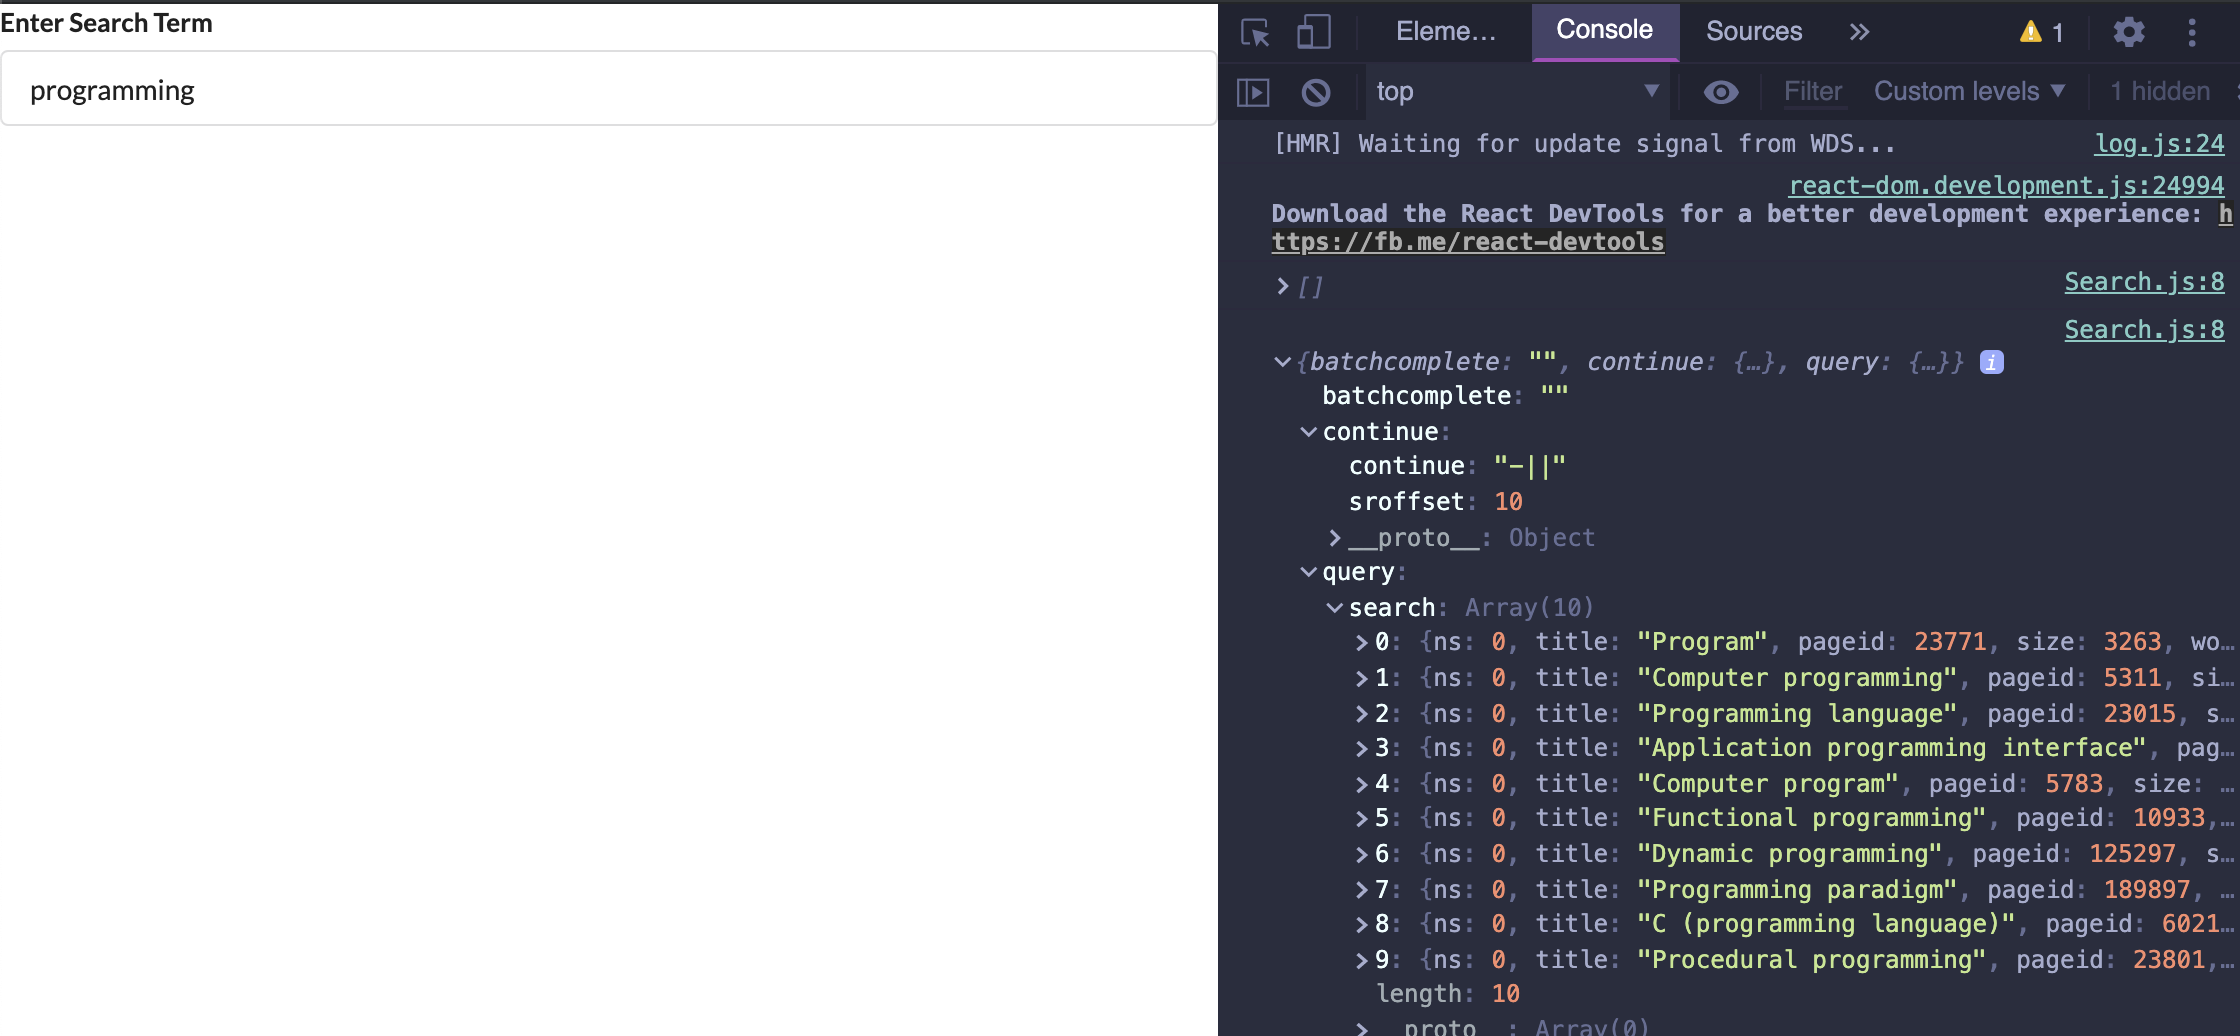 Enter Search Term
programming
Eleme… Console Sources » 1
top Filter Custom levels ▼ 1 hidden
[HMR] Waiting for update signal from WDS... log.js:24
react-dom.development.js:24994
Download the React DevTools for a better development experience: h
ttps://fb.me/react-devtools
[] Search.js:8
Search.js:8
{batchcomplete: "", continue: {…}, query: {…}} i
batchcomplete: ""
continue:
continue: "-||"
sroffset: 10
__proto__: Object
query:
search: Array(10)
0: {ns: 0, title: "Program", pageid: 23771, size: 3263, wo…
1: {ns: 0, title: "Computer programming", pageid: 5311, si…
2: {ns: 0, title: "Programming language", pageid: 23015, s…
3: {ns: 0, title: "Application programming interface", pag…
4: {ns: 0, title: "Computer program", pageid: 5783, size: …
5: {ns: 0, title: "Functional programming", pageid: 10933,…
6: {ns: 0, title: "Dynamic programming", pageid: 125297, s…
7: {ns: 0, title: "Programming paradigm", pageid: 189897, …
8: {ns: 0, title: "C (programming language)", pageid: 6021…
9: {ns: 0, title: "Procedural programming", pageid: 23801,…
length: 10
__proto__: Array(0)